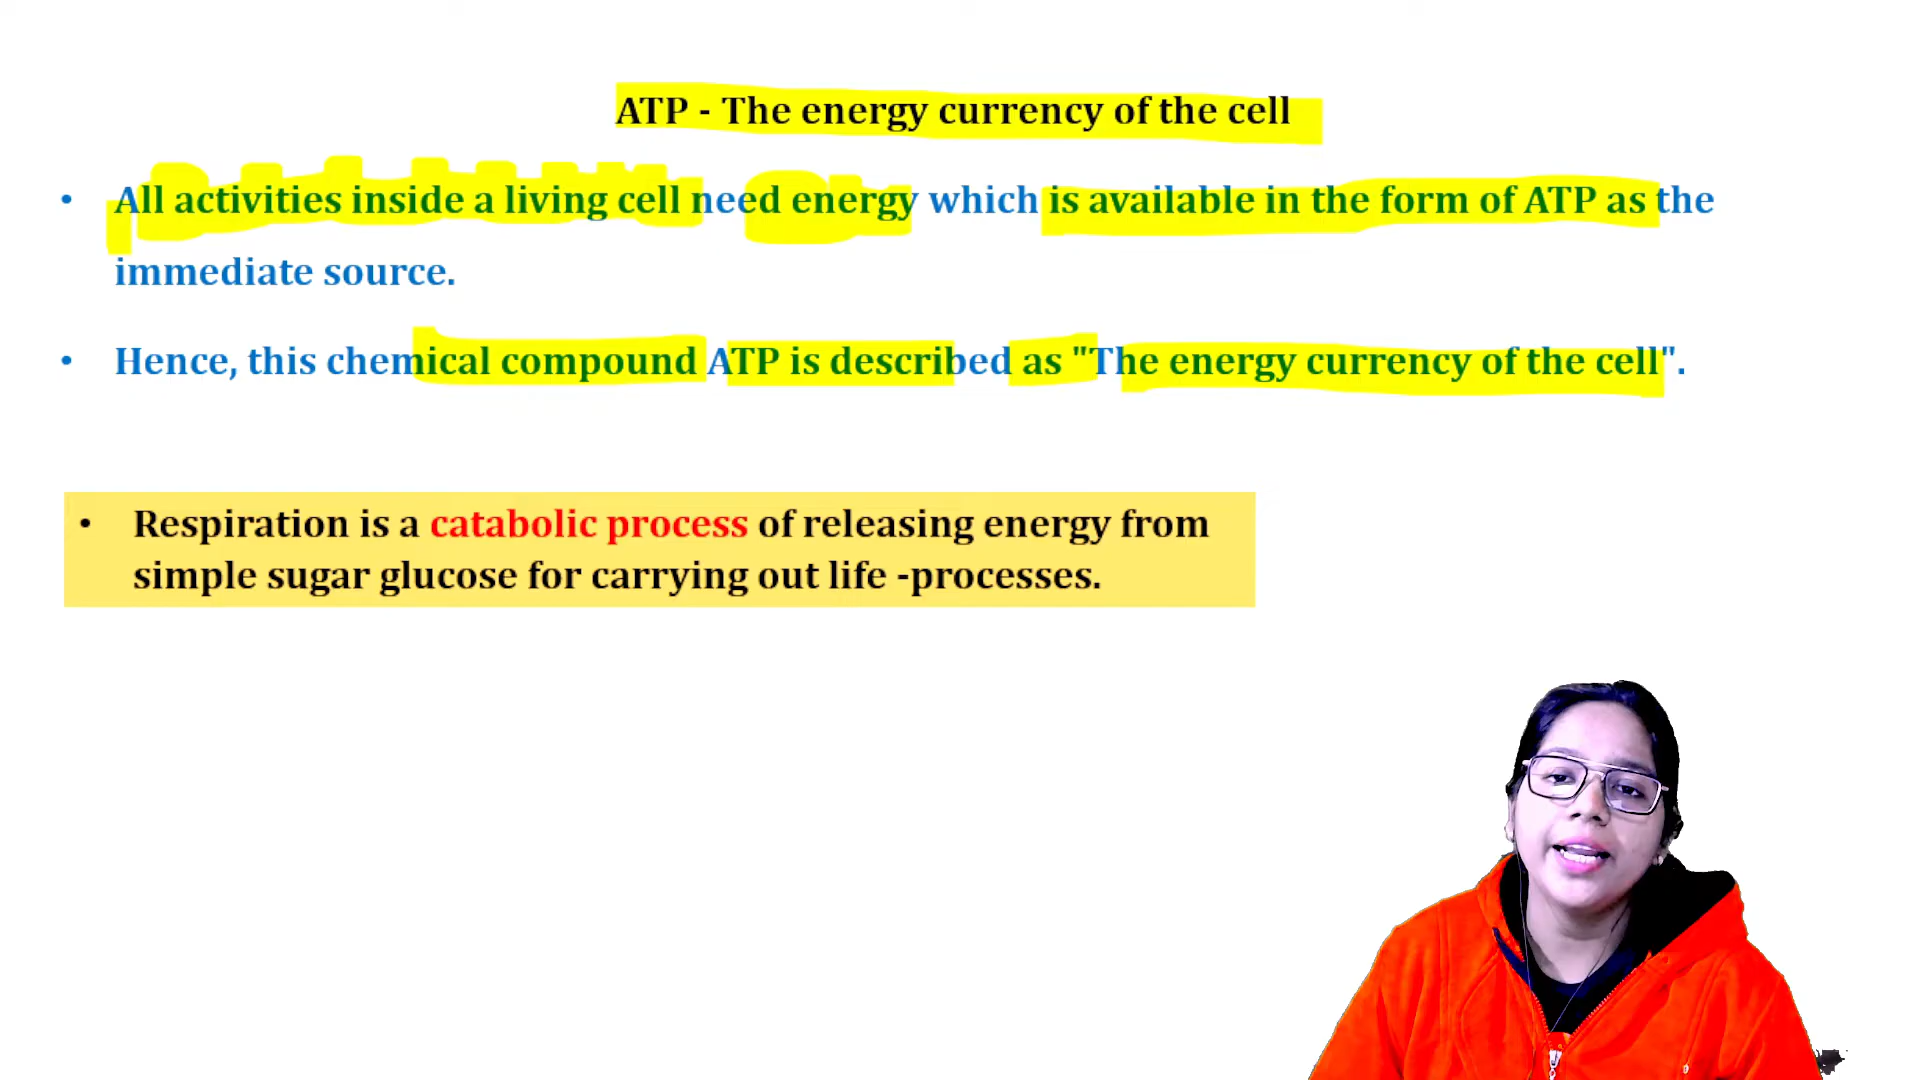 ATP - The energy currency of the cell
• All activities inside a living cell need energy which is available in the form of ATP as the
immediate source.
• Hence, this chemical compound ATP is described as "The energy currency of the cell".
• Respiration is a catabolic process of releasing energy from
simple sugar glucose for carrying out life -processes.